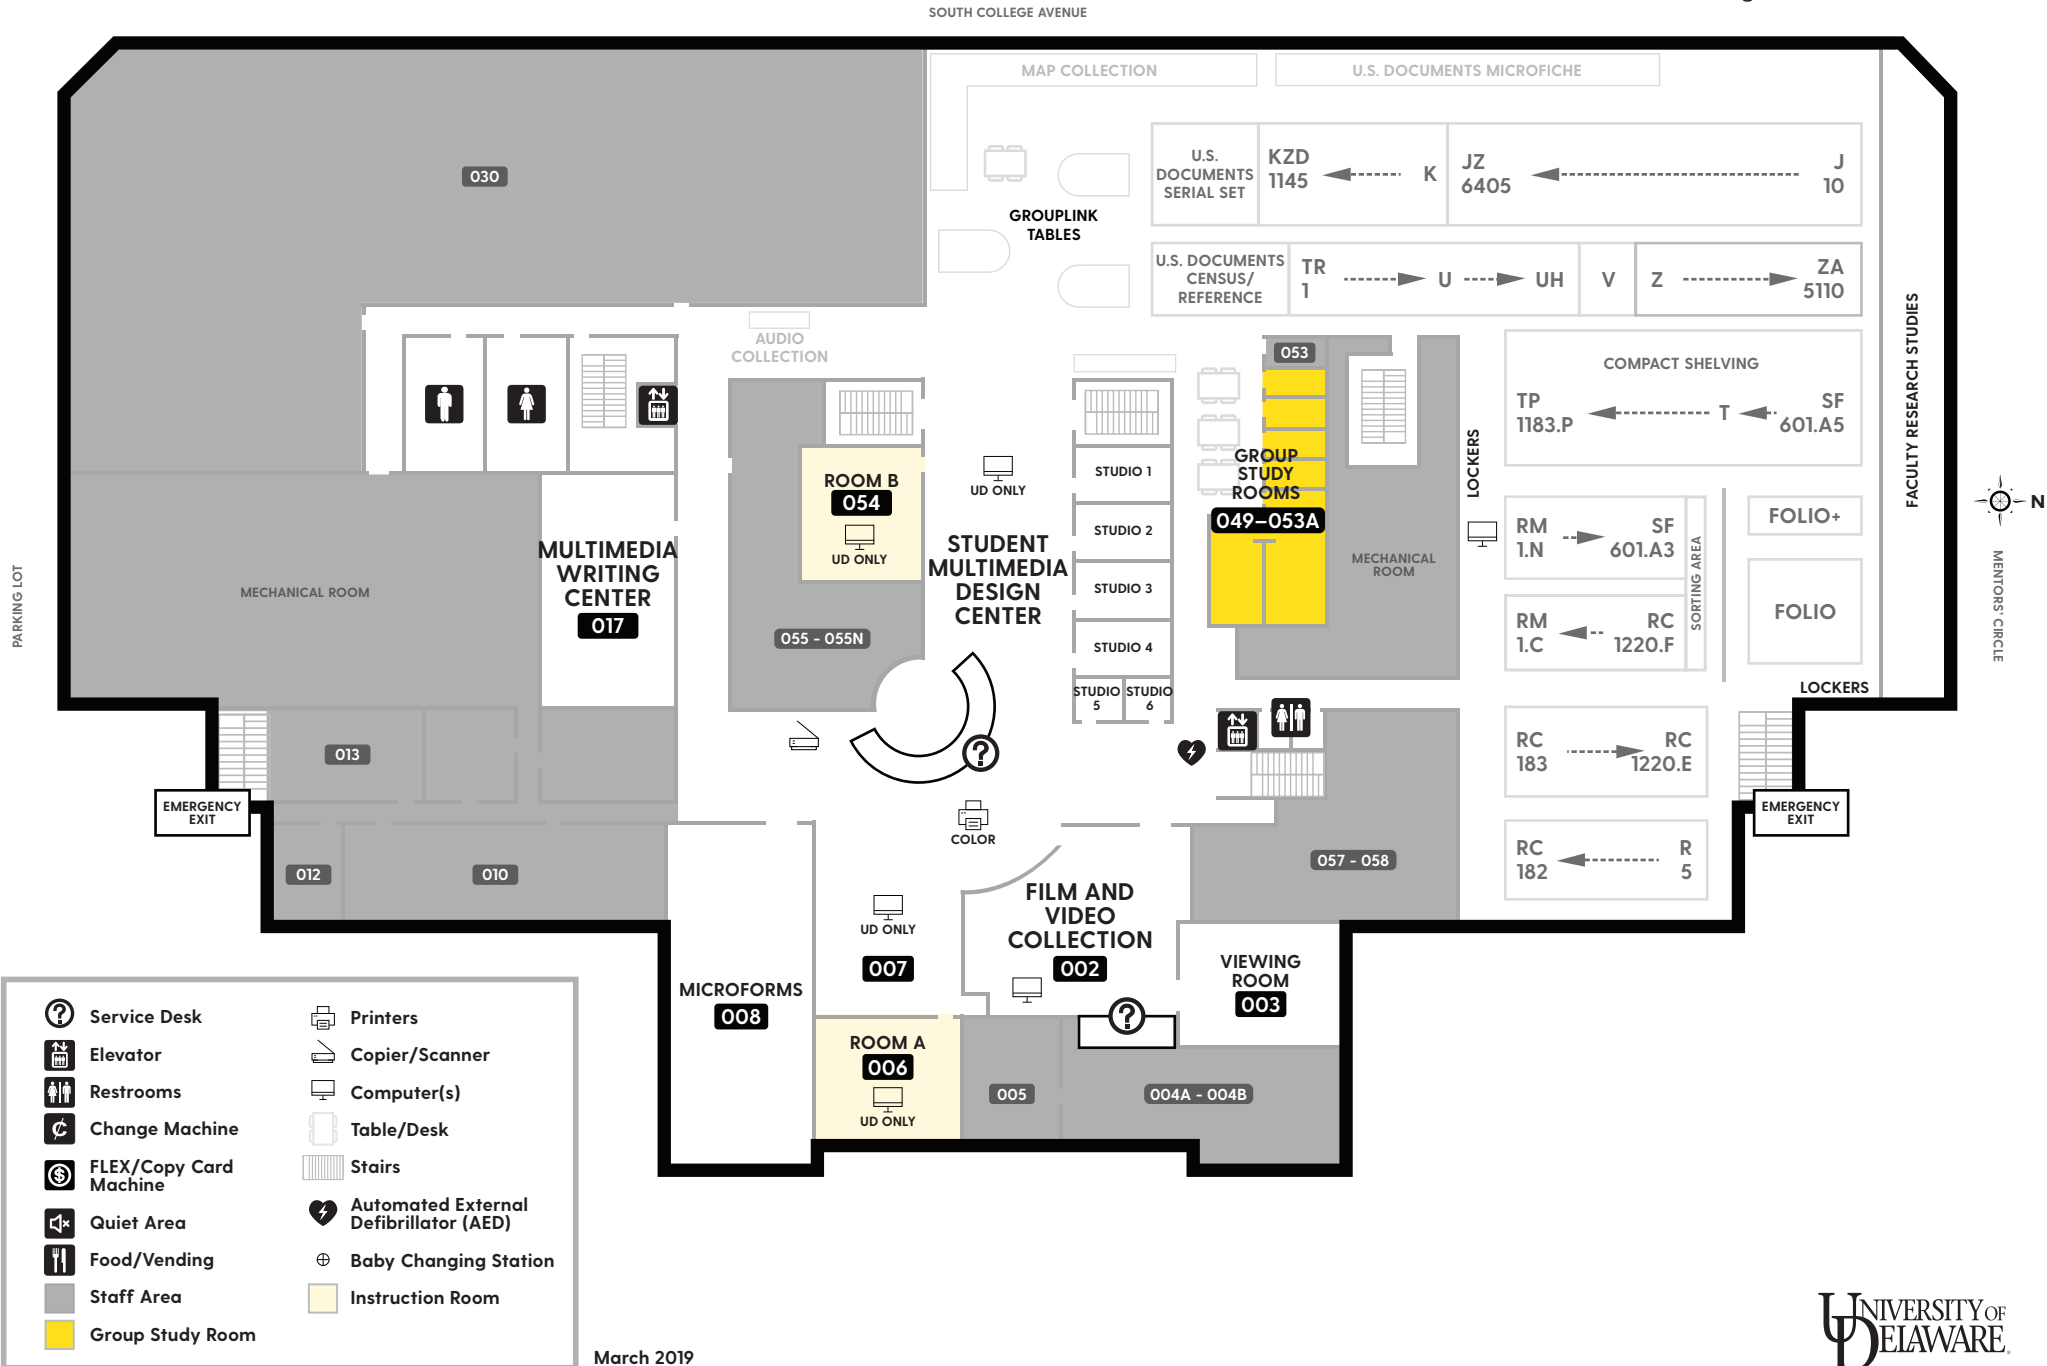 SOUTH COLLEGE AVENUE
MAP COLLECTION
U.S. DOCUMENTS MICROFICHE
030
U.S.
DOCUMENTS
SERIAL SET
KZD
1145
K
JZ
6405
J
10
GROUPLINK
TABLES
U.S. DOCUMENTS
CENSUS/
REFERENCE
TR
1
U
UH
V
Z
ZA
5110
AUDIO
COLLECTION
053
COMPACT SHELVING
TP
1183.P
T
SF
601.A5
FACULTY RESEARCH STUDIES
LOCKERS
ROOM B
054
UD ONLY
UD ONLY
STUDIO 1
STUDIO 2
STUDIO 3
STUDIO 4
STUDIO
5
STUDIO
6
GROUP
STUDY
ROOMS
049–053A
MECHANICAL
ROOM
RM
1.N
SF
601.A3
SORTING AREA
FOLIO+
FOLIO
N
MENTORS' CIRCLE
PARKING LOT
MECHANICAL ROOM
MULTIMEDIA
WRITING
CENTER
017
STUDENT
MULTIMEDIA
DESIGN
CENTER
055 - 055N
RM
1.C
RC
1220.F
LOCKERS
013
RC
183
RC
1220.E
EMERGENCY
EXIT
EMERGENCY
EXIT
COLOR
012
010
057 - 058
RC
182
R
5
UD ONLY
007
FILM AND
VIDEO
COLLECTION
002
VIEWING
ROOM
003
MICROFORMS
008
ROOM A
006
UD ONLY
005
004A - 004B
Service Desk
Elevator
Restrooms
Change Machine
FLEX/Copy Card
Machine
Quiet Area
Food/Vending
Staff Area
Group Study Room
Printers
Copier/Scanner
Computer(s)
Table/Desk
Stairs
Automated External
Defibrillator (AED)
Baby Changing Station
Instruction Room
March 2019
UNIVERSITY OF
DELAWARE